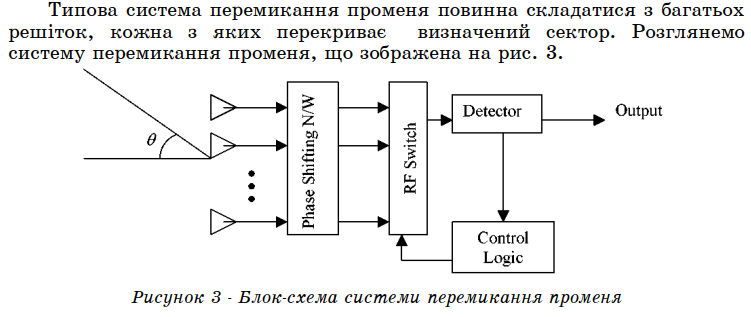 Типова система перемикання променя повинна складатися з багатьох
решіток, кожна з яких перекриває визначений сектор. Розглянемо
систему перемикання променя, що зображена на рис. 3.
θ
Phase Shifting N/W
RF Switch
Detector
Output
Control
Logic
Рисунок 3 - Блок-схема системи перемикання променя